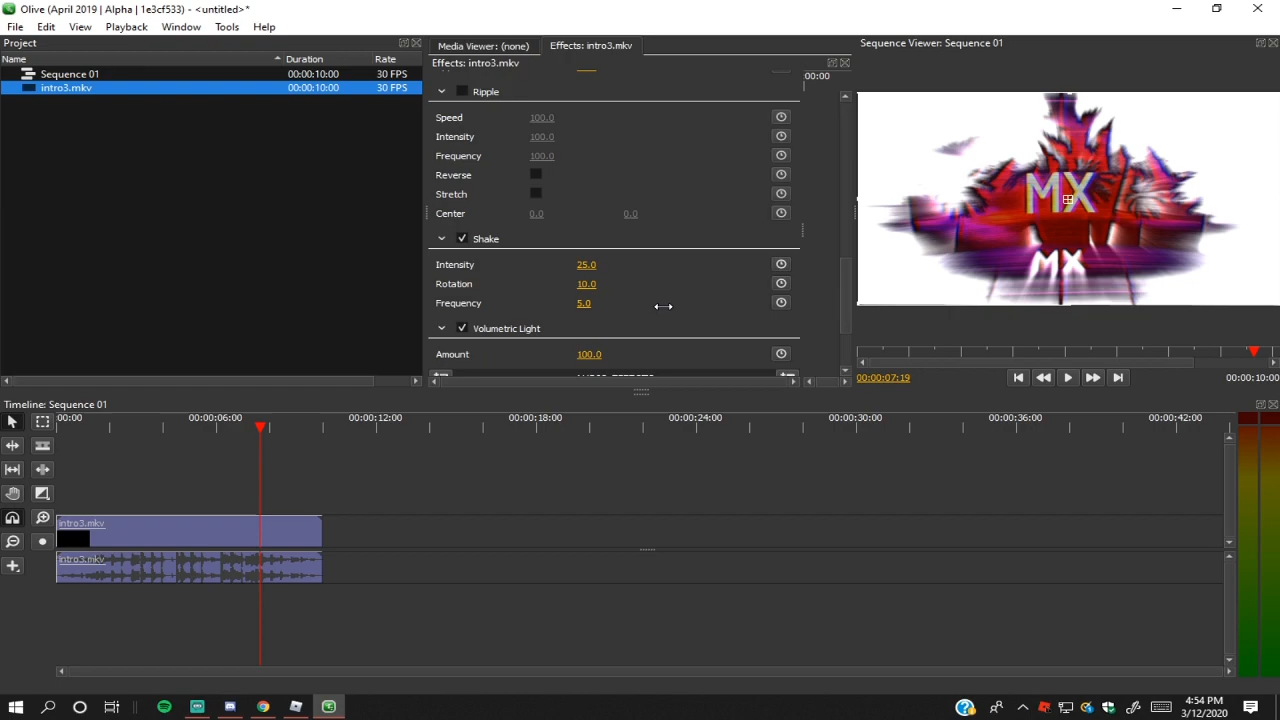 Olive (April 2019 | Alpha | 1e3cf533) - <untitled>*
File Edit View Playback Window Tools Help
Project
Name Duration Rate
Sequence 01 00:00:10:00 30 FPS
intro3.mkv 00:00:10:00 30 FPS
Media Viewer: (none) Effects: intro3.mkv
Effects: intro3.mkv
00:00
Ripple
Speed 100.0
Intensity 100.0
Frequency 100.0
Reverse
Stretch
Center 0.0 0.0
Shake
Intensity 25.0
Rotation 10.0
Frequency 5.0
Volumetric Light
Amount 100.0
Sequence Viewer: Sequence 01
MX
MX
00:00:07:19 00:00:10:00
Timeline: Sequence 01
00:00 00:00:06:00 00:00:12:00 00:00:18:00 00:00:24:00 00:00:30:00 00:00:36:00 00:00:42:00
intro3.mkv
intro3.mkv
4:54 PM
3/12/2020